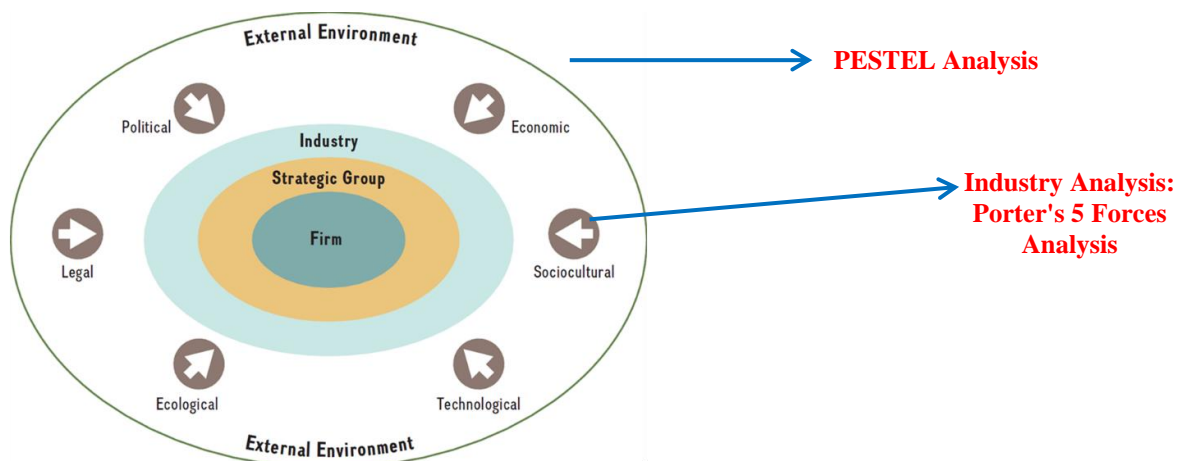 External Environment
PESTEL Analysis
Political
Economic
Industry
Strategic Group
Industry Analysis:
Porter's 5 Forces
Analysis
Firm
Legal
Sociocultural
Ecological
Technological
External Environment